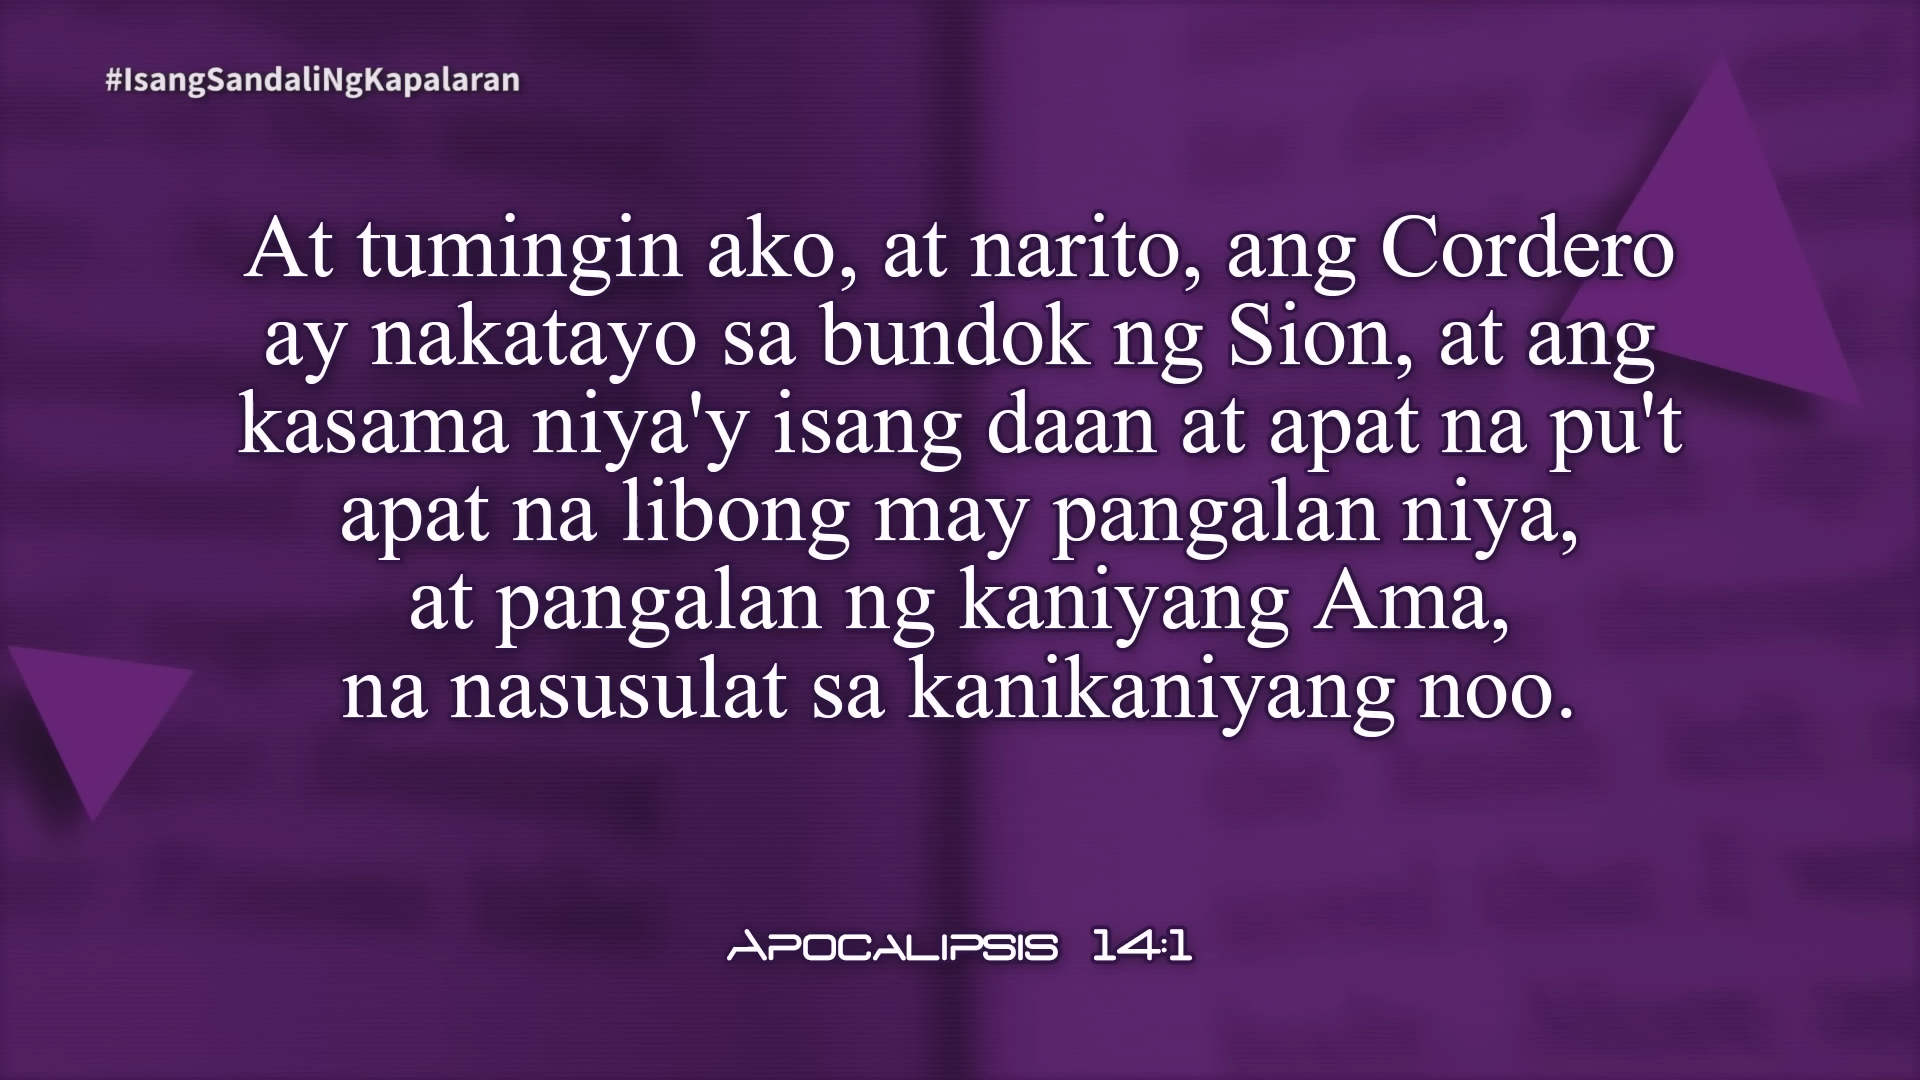 #IsangSandaliNgKapalaran
At tumingin ako, at narito, ang Cordero
ay nakatayo sa bundok ng Sion, at ang
kasama niya'y isang daan at apat na pu't
apat na libong may pangalan niya,
at pangalan ng kaniyang Ama,
na nasusulat sa kanikaniyang noo.
Apocalipsis 14:1